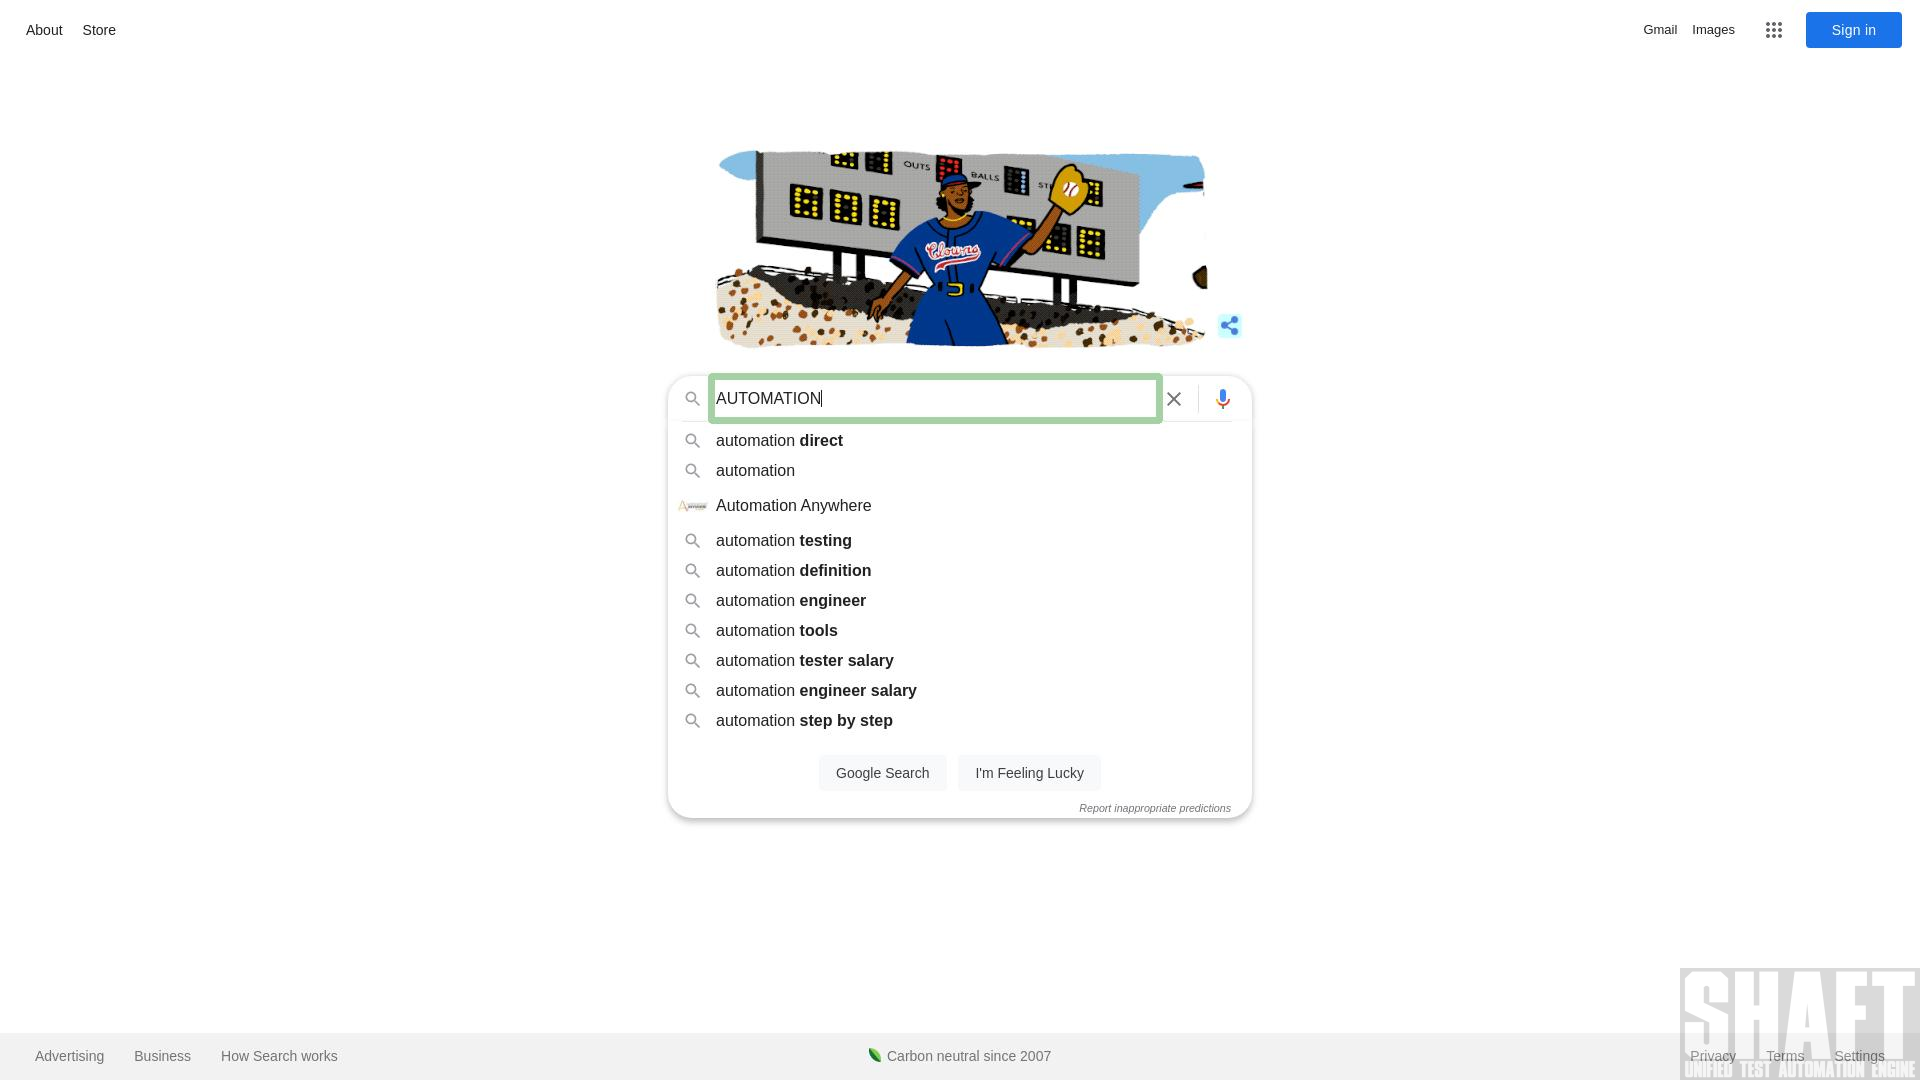 About Store
Gmail Images Sign in
OUTS BALLS
Clowns
AUTOMATION
automation direct
automation
Automation Anywhere
automation testing
automation definition
automation engineer
automation tools
automation tester salary
automation engineer salary
automation step by step
Google Search I'm Feeling Lucky
Report inappropriate predictions
SHAFT
Advertising Business How Search works Carbon neutral since 2007 Privacy Terms Settings
UNIFIED TEST AUTOMATION ENGINE